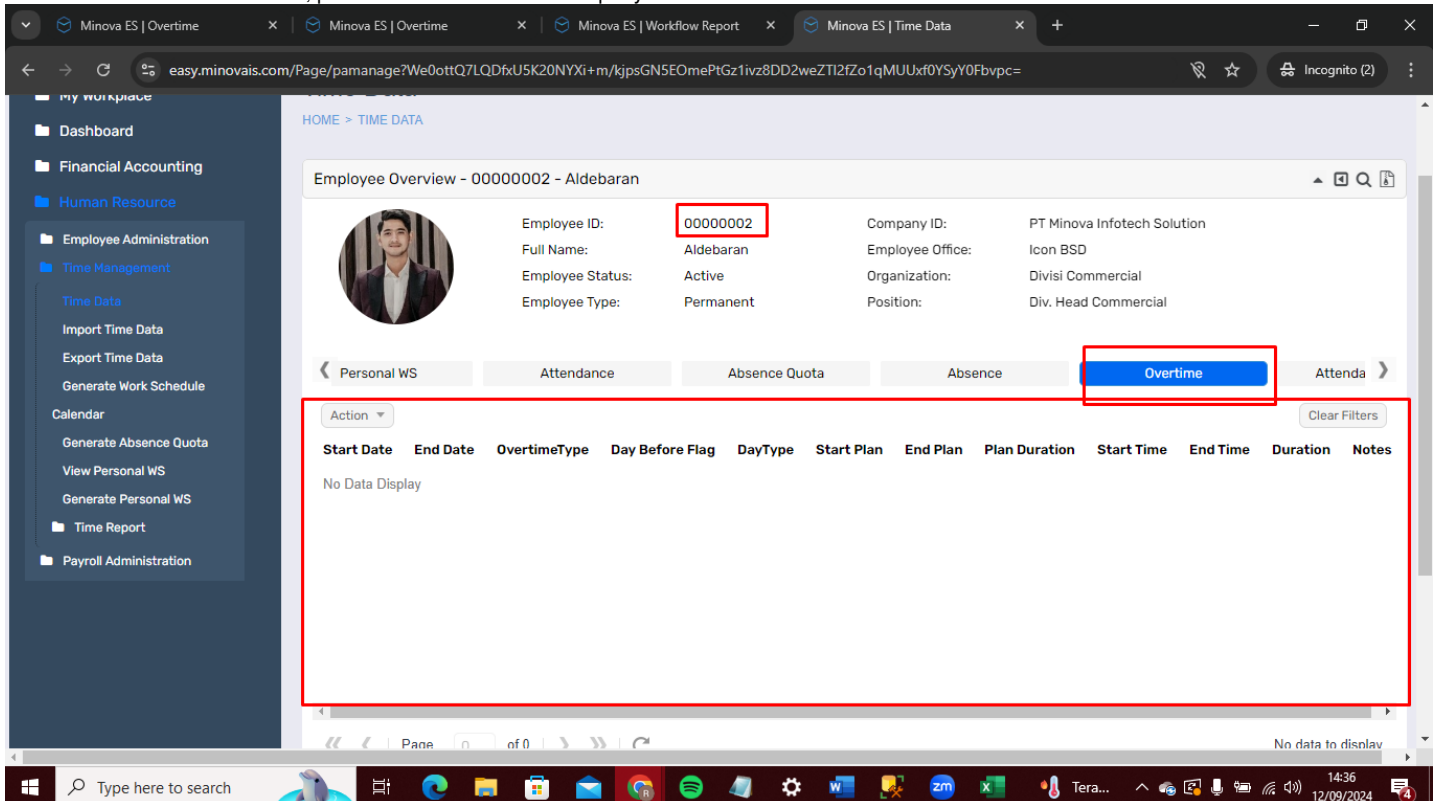 Minova ES | Overtime
Minova ES | Overtime
Minova ES | Workflow Report
Minova ES | Time Data
easy.minovais.com/Page/pamanage?We0ottQ7LQDfxU5K20NYXi+m/kjpsGN5EOmePtGz1ivz8DD2weZTI2fZo1qMUUxf0YSyY0Fbvpc=
Incognito (2)
My Workplace
Dashboard
Financial Accounting
Human Resource
Employee Administration
Time Management
Time Data
Import Time Data
Export Time Data
Generate Work Schedule
Calendar
Generate Absence Quota
View Personal WS
Generate Personal WS
Time Report
Payroll Administration
HOME > TIME DATA
Employee Overview - 00000002 - Aldebaran
Employee ID: 00000002 Company ID: PT Minova Infotech Solution
Full Name: Aldebaran Employee Office: Icon BSD
Employee Status: Active Organization: Divisi Commercial
Employee Type: Permanent Position: Div. Head Commercial
Personal WS Attendance Absence Quota Absence Overtime Attenda
Action Clear Filters
Start Date End Date OvertimeType Day Before Flag DayType Start Plan End Plan Plan Duration Start Time End Time Duration Notes
No Data Display
Page 0 of 0 No data to display
Type here to search
Tera...
14:36
12/09/2024
4